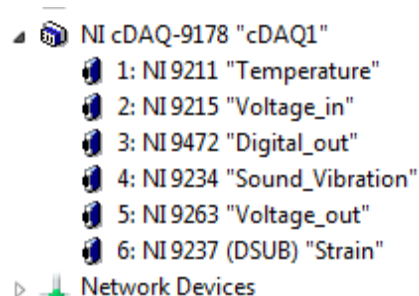 NI cDAQ-9178 "cDAQ1"
1: NI 9211 "Temperature"
2: NI 9215 "Voltage_in"
3: NI 9472 "Digital_out"
4: NI 9234 "Sound_Vibration"
5: NI 9263 "Voltage_out"
6: NI 9237 (DSUB) "Strain"
Network Devices